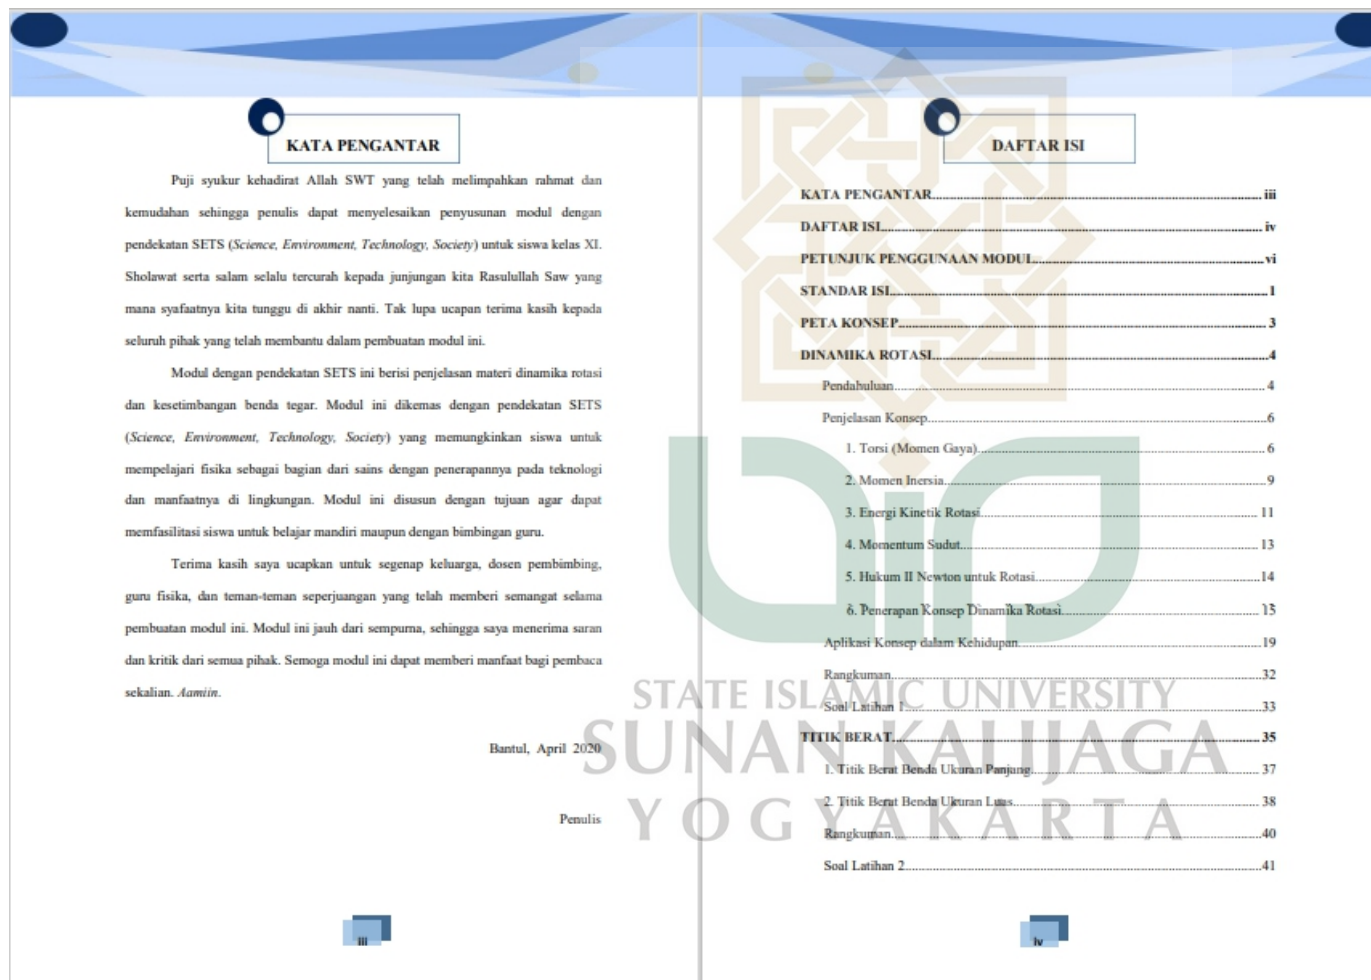 KATA PENGANTAR
Puji syukur kehadirat Allah SWT yang telah melimpahkan rahmat dan
kemudahan sehingga penulis dapat menyelesaikan penyusunan modul dengan
pendekatan SETS (Science, Environment, Technology, Society) untuk siswa kelas XI.
Sholawat serta salam selalu tercurah kepada junjungan kita Rasulullah Saw yang
mana syafaatnya kita tunggu di akhir nanti. Tak lupa ucapan terima kasih kepada
seluruh pihak yang telah membantu dalam pembuatan modul ini.
Modul dengan pendekatan SETS ini berisi penjelasan materi dinamika rotasi
dan kesetimbangan benda tegar. Modul ini dikemas dengan pendekatan SETS
(Science, Environment, Technology, Society) yang memungkinkan siswa untuk
mempelajari fisika sebagai bagian dari sains dengan penerapannya pada teknologi
dan manfaatnya di lingkungan. Modul ini disusun dengan tujuan agar dapat
memfasilitasi siswa untuk belajar mandiri maupun dengan bimbingan guru.
Terima kasih saya ucapkan untuk segenap keluarga, dosen pembimbing,
guru fisika, dan teman-teman seperjuangan yang telah memberi semangat selama
pembuatan modul ini. Modul ini jauh dari sempurna, sehingga saya menerima saran
dan kritik dari semua pihak. Semoga modul ini dapat memberi manfaat bagi pembaca
sekalian. Aamiin.
Bantul, April 2020
Penulis
iii
DAFTAR ISI
KATA PENGANTAR.......... iii
DAFTAR ISI.......... iv
PETUNJUK PENGGUNAAN MODUL.......... vi
STANDAR ISI.......... 1
PETA KONSEP.......... 3
DINAMIKA ROTASI.......... 4
Pendahuluan.......... 4
Penjelasan Konsep.......... 6
1. Torsi (Momen Gaya).......... 6
2. Momen Inersia.......... 9
3. Energi Kinetik Rotasi.......... 11
4. Momentum Sudut.......... 13
5. Hukum II Newton untuk Rotasi.......... 14
6. Penerapan Konsep Dinamika Rotasi.......... 15
Aplikasi Konsep dalam Kehidupan.......... 19
Rangkuman.......... 32
Soal Latihan 1.......... 33
TITIK BERAT.......... 35
1. Titik Berat Benda Ukuran Panjang.......... 37
2. Titik Berat Benda Ukuran Luas.......... 38
Rangkuman.......... 40
Soal Latihan 2.......... 41
iv
STATE ISLAMIC UNIVERSITY
SUNAN KALIJAGA
YOGYAKARTA